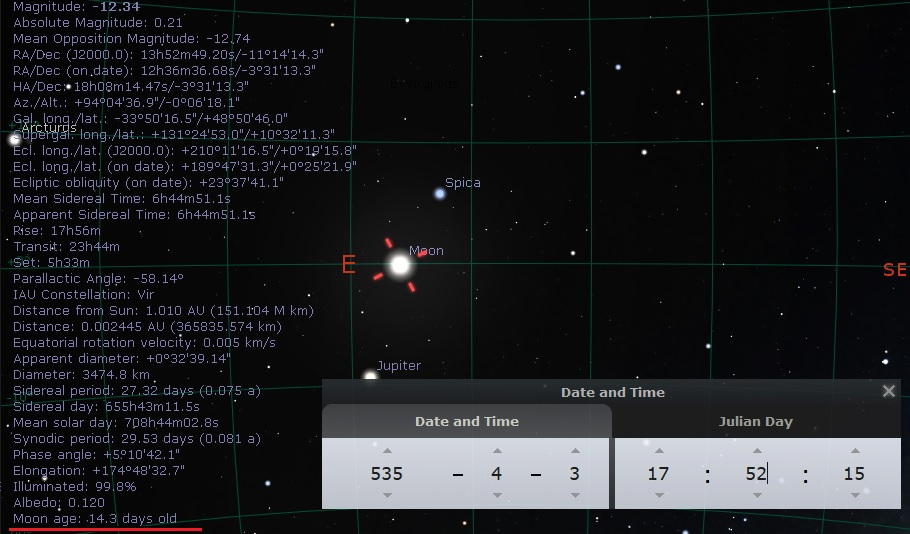 Magnitude: -12.34
Absolute Magnitude: 0.21
Mean Opposition Magnitude: -12.74
RA/Dec (J2000.0): 13h52m49.20s/-11°14'14.3"
RA/Dec (on date): 12h36m36.68s/-3°31'13.3"
HA/Dec: 18h08m14.47s/-3°31'13.3"
Az./Alt.: +94°04'36.9"/-0°06'18.1"
Gal. long./lat.: -33°50'16.5"/+48°50'46.0"
Arcturus
Supergal. long./lat.: +131°24'53.0"/+10°32'11.3"
Ecl. long./lat. (J2000.0): +210°11'16.5"/+0°19'15.8"
Ecl. long./lat. (on date): +189°47'31.3"/+0°25'21.9"
Ecliptic obliquity (on date): +23°37'41.1"
Spica
Mean Sidereal Time: 6h44m51.1s
Apparent Sidereal Time: 6h44m51.1s
Rise: 17h56m
Transit: 23h44m
Moon
Set: 5h33m
E
SE
Parallactic Angle: -58.14°
IAU Constellation: Vir
Distance from Sun: 1.010 AU (151.104 M km)
Distance: 0.002445 AU (365835.574 km)
Equatorial rotation velocity: 0.005 km/s
Apparent diameter: +0°32'39.14"
Jupiter
Diameter: 3474.8 km
Sidereal period: 27.32 days (0.075 a)
Sidereal day: 655h43m11.5s
Mean solar day: 708h44m02.8s
Synodic period: 29.53 days (0.081 a)
Phase angle: +5°10'42.1"
Elongation: +174°48'32.7"
Illuminated: 99.8%
Albedo: 0.120
Moon age: 14.3 days old
Date and Time
Date and Time Julian Day
535 - 4 - 3 17 : 52 : 15